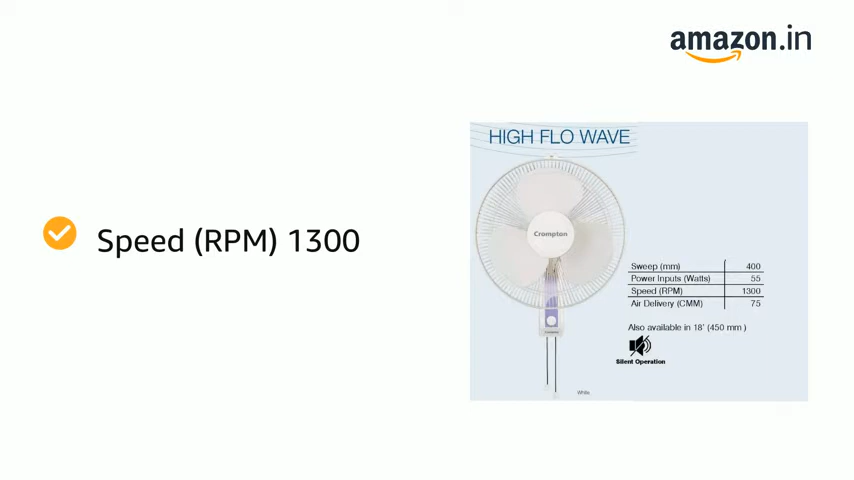 amazon.in
HIGH FLO WAVE
Crompton
Speed (RPM) 1300
Sweep (mm) 400
Power Inputs (Watts) 55
Speed (RPM) 1300
Air Delivery (CMM) 75
Also available in 18' (450 mm )
Silent Operation
White